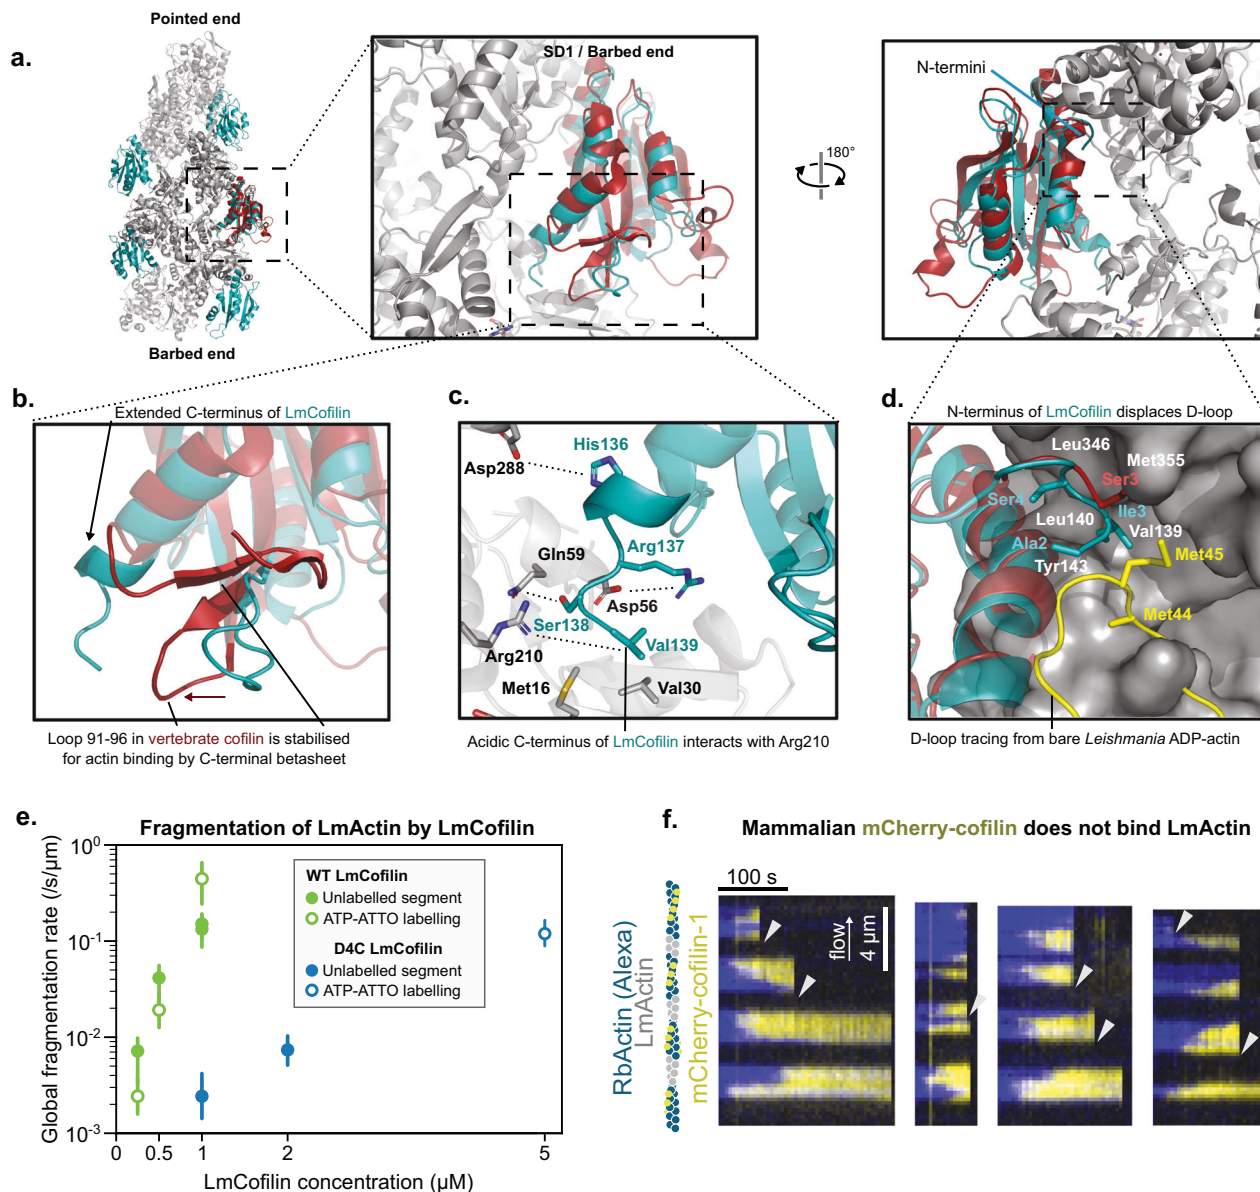 a.
Pointed end
Barbed end
SD1 / Barbed end
180°
N-termini
b.
Extended C-terminus of LmCofilin
Loop 91-96 in vertebrate cofilin is stabilised
for actin binding by C-terminal betasheet
c.
His136
Asp288
Arg137
Gln59
Asp56
Ser138
Arg210
Val139
Met16
Val30
Acidic C-terminus of LmCofilin interacts with Arg210
d.
N-terminus of LmCofilin displaces D-loop
Leu346
Met355
Ser3
Ser4
Ile3
Leu140
Val139
Ala2
Tyr143
Met45
Met44
D-loop tracing from bare Leishmania ADP-actin
e.
Fragmentation of LmActin by LmCofilin
Global fragmentation rate (/s/µm)
10⁰
10⁻¹
10⁻²
10⁻³
0
0.5
1
2
5
LmCofilin concentration (µM)
WT LmCofilin
Unlabelled segment
ATP-ATTO labelling
D4C LmCofilin
Unlabelled segment
ATP-ATTO labelling
f.
Mammalian mCherry-cofilin does not bind LmActin
RbActin (Alexa)
LmActin
mCherry-cofilin-1
100 s
flow
4 µm